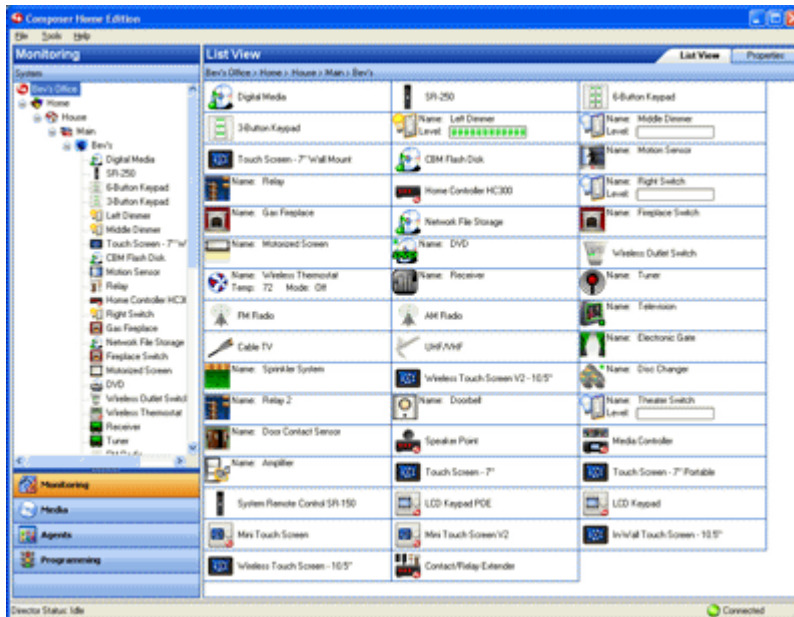 Composer Home Edition
File Tools Help
Monitoring
System
Bev's Office
Home
House
Main
Bev's
Digital Media
SR-250
6-Button Keypad
3-Button Keypad
Left Dimmer
Middle Dimmer
Touch Screen - 7" W
CBM Flash Disk
Motion Sensor
Relay
Home Controller HC3
Right Switch
Gas Fireplace
Network File Storage
Fireplace Switch
Motorized Screen
DVD
Wireless Outlet Switcl
Wireless Thermostat
Receiver
Tuner
FM Radio
Monitoring
Media
Agents
Programming
List View
List View Properties
Bev's Office > Home > House > Main > Bev's
Digital Media
SR-250
6-Button Keypad
3-Button Keypad
Name: Left Dimmer
Level:
Name: Middle Dimmer
Level:
Touch Screen - 7" Wall Mount
CBM Flash Disk
Name: Motion Sensor
Name: Relay
Home Controller HC300
Name: Right Switch
Level:
Name: Gas Fireplace
Network File Storage
Name: Fireplace Switch
Name: Motorized Screen
Name: DVD
Wireless Outlet Switch
Name: Wireless Thermostat
Temp: 72 Mode: Off
Name: Receiver
Name: Tuner
FM Radio
AM Radio
Name: Television
Cable TV
UHF/VHF
Name: Electronic Gate
Name: Sprinkler System
Wireless Touch Screen V2 - 10.5"
Name: Disc Changer
Name: Relay 2
Name: Doorbell
Name: Theater Switch
Level:
Name: Door Contact Sensor
Speaker Point
Media Controller
Name: Amplifier
Touch Screen - 7"
Touch Screen - 7" Portable
System Remote Control SR-150
LCD Keypad POE
LCD Keypad
Mini Touch Screen
Mini Touch Screen V2
In-Wall Touch Screen - 10.5"
Wireless Touch Screen - 10.5"
Contact/Relay Extender
Director Status: Idle
Connected